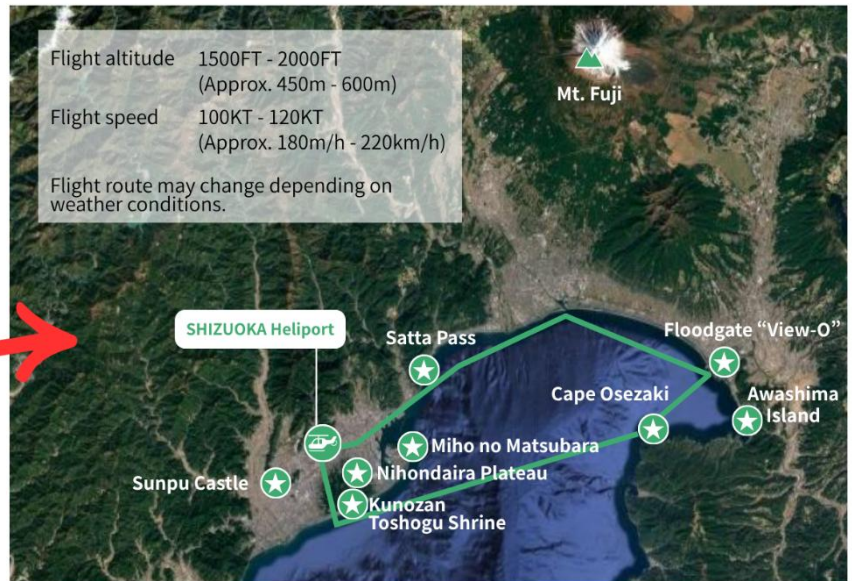 Flight altitude 1500FT - 2000FT
(Approx. 450m - 600m)
Flight speed 100KT - 120KT
(Approx. 180m/h - 220km/h)
Flight route may change depending on
weather conditions.
Mt. Fuji
SHIZUOKA Heliport
Satta Pass
Floodgate “View-O”
Cape Osezaki
Awashima
Island
Miho no Matsubara
Nihondaira Plateau
Sunpu Castle
Kunozan
Toshogu Shrine